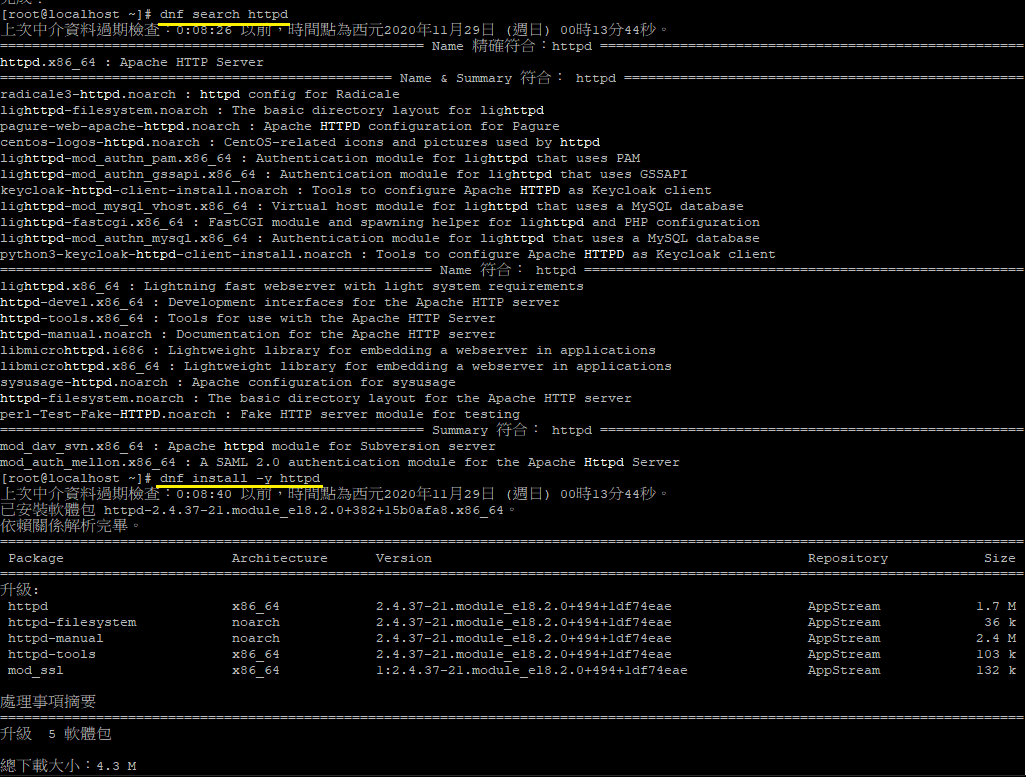 完成！
[root@localhost ~]# dnf search httpd
上次中介資料過期檢查：0:08:26 以前，時間點為西元2020年11月29日 (週日) 00時13分44秒。
===================================================== Name 精確符合：httpd ======================================================
httpd.x86_64 : Apache HTTP Server
================================================= Name & Summary 符合： httpd ==================================================
radicale3-httpd.noarch : httpd config for Radicale
lighttpd-filesystem.noarch : The basic directory layout for lighttpd
pagure-web-apache-httpd.noarch : Apache HTTPD configuration for Pagure
centos-logos-httpd.noarch : CentOS-related icons and pictures used by httpd
lighttpd-mod_authn_pam.x86_64 : Authentication module for lighttpd that uses PAM
lighttpd-mod_authn_gssapi.x86_64 : Authentication module for lighttpd that uses GSSAPI
keycloak-httpd-client-install.noarch : Tools to configure Apache HTTPD as Keycloak client
lighttpd-mod_mysql_vhost.x86_64 : Virtual host module for lighttpd that uses a MySQL database
lighttpd-fastcgi.x86_64 : FastCGI module and spawning helper for lighttpd and PHP configuration
lighttpd-mod_authn_mysql.x86_64 : Authentication module for lighttpd that uses a MySQL database
python3-keycloak-httpd-client-install.noarch : Tools to configure Apache HTTPD as Keycloak client
====================================================== Name 符合： httpd =======================================================
lighttpd.x86_64 : Lightning fast webserver with light system requirements
httpd-devel.x86_64 : Development interfaces for the Apache HTTP server
httpd-tools.x86_64 : Tools for use with the Apache HTTP Server
httpd-manual.noarch : Documentation for the Apache HTTP server
libmicrohttpd.i686 : Lightweight library for embedding a webserver in applications
libmicrohttpd.x86_64 : Lightweight library for embedding a webserver in applications
sysusage-httpd.noarch : Apache configuration for sysusage
httpd-filesystem.noarch : The basic directory layout for the Apache HTTP server
perl-Test-Fake-HTTPD.noarch : Fake HTTP server module for testing
===================================================== Summary 符合： httpd =====================================================
mod_dav_svn.x86_64 : Apache httpd module for Subversion server
mod_auth_mellon.x86_64 : A SAML 2.0 authentication module for the Apache Httpd Server
[root@localhost ~]# dnf install -y httpd
上次中介資料過期檢查：0:08:40 以前，時間點為西元2020年11月29日 (週日) 00時13分44秒。
已安裝軟體包 httpd-2.4.37-21.module_el8.2.0+382+15b0afa8.x86_64。
依賴關係解析完畢。
================================================================================================================================
Package Architecture Version Repository Size
================================================================================================================================
升級:
httpd x86_64 2.4.37-21.module_el8.2.0+494+1df74eae AppStream 1.7 M
httpd-filesystem noarch 2.4.37-21.module_el8.2.0+494+1df74eae AppStream 36 k
httpd-manual noarch 2.4.37-21.module_el8.2.0+494+1df74eae AppStream 2.4 M
httpd-tools x86_64 2.4.37-21.module_el8.2.0+494+1df74eae AppStream 103 k
mod_ssl x86_64 1:2.4.37-21.module_el8.2.0+494+1df74eae AppStream 132 k
處理事項摘要
================================================================================================================================
升級 5 軟體包
總下載大小：4.3 M